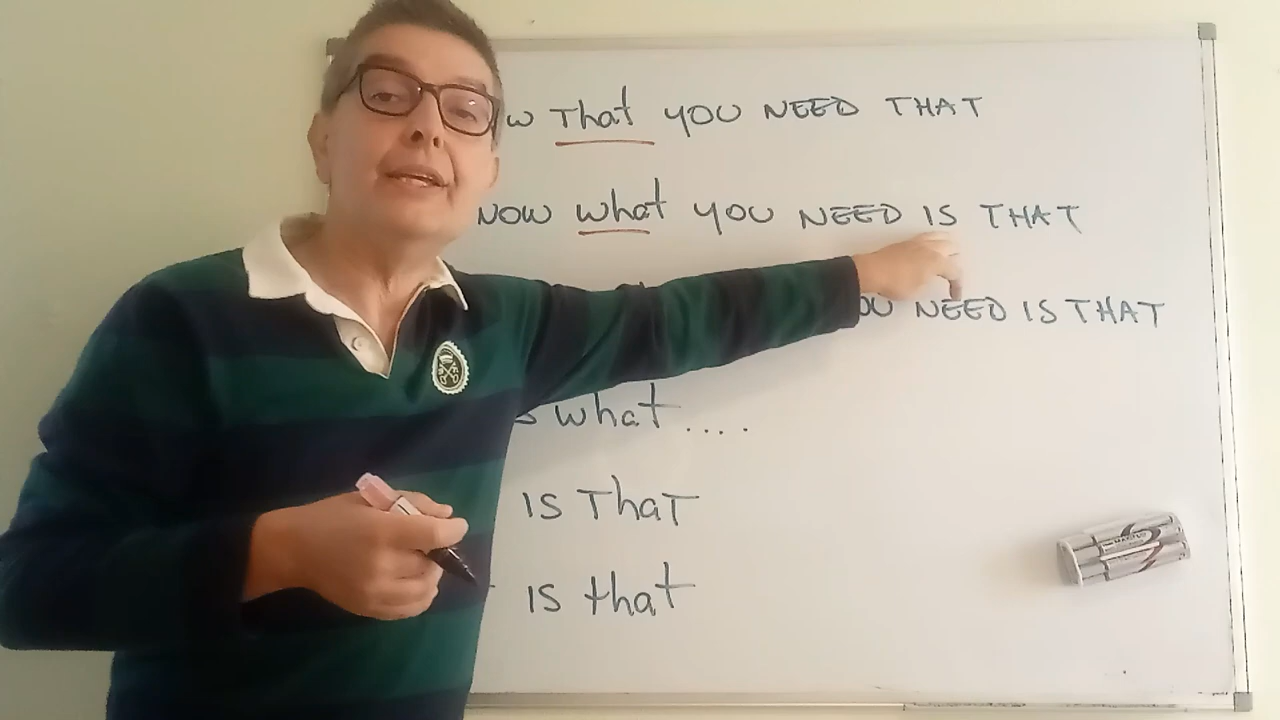 w That YOU NEED THAT
NOW what YOU NEED IS THAT
OU NEED IS THAT
s what ....
IS That
IS that